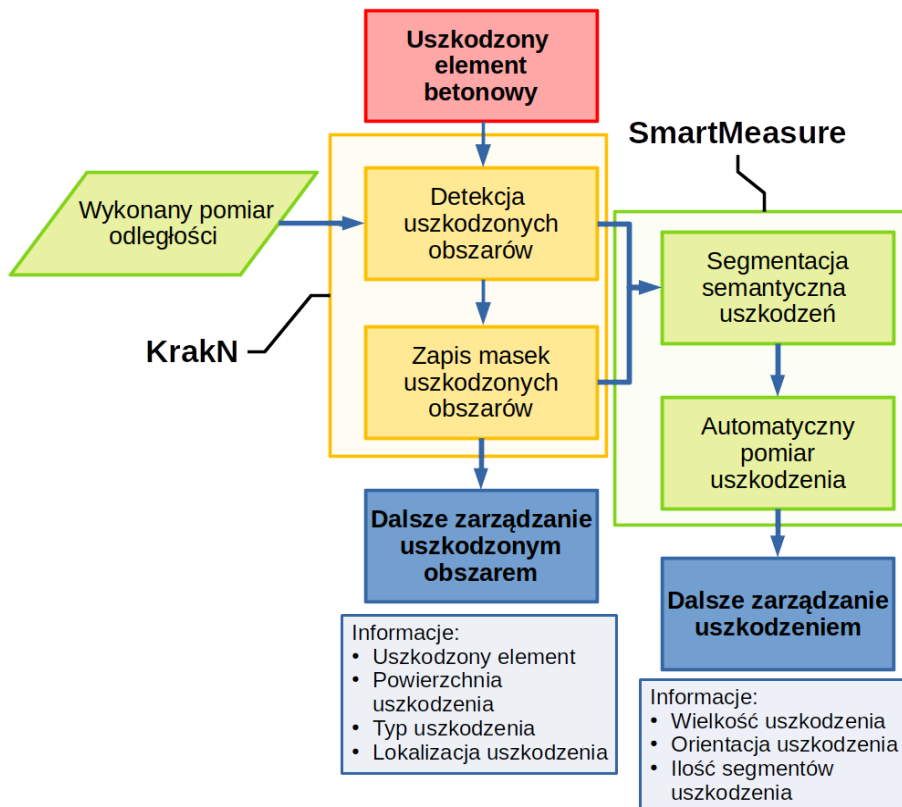 Uszkodzony
element
betonowy
SmartMeasure
Wykonany pomiar
odległości
Detekcja
uszkodzonych
obszarów
Segmentacja
semantyczna
uszkodzeń
KrakN
Zapis masek
uszkodzonych
obszarów
Automatyczny
pomiar
uszkodzenia
Dalsze zarządzanie
uszkodzonym
obszarem
Dalsze zarządzanie
uszkodzeniem
Informacje:
• Uszkodzony element
• Powierzchnia
uszkodzenia
• Typ uszkodzenia
• Lokalizacja uszkodzenia
Informacje:
• Wielkość uszkodzenia
• Orientacja uszkodzenia
• Ilość segmentów
uszkodzenia